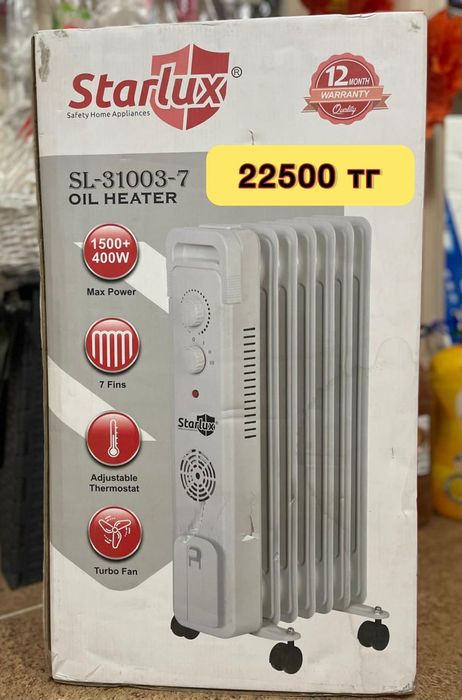 Starlux®
Safety Home Appliances
12 MONTH
WARRANTY
Quality
SL-31003-7
OIL HEATER
22500 тг
1500+
400W
Max Power
7 Fins
Adjustable
Thermostat
Turbo Fan
Starlux